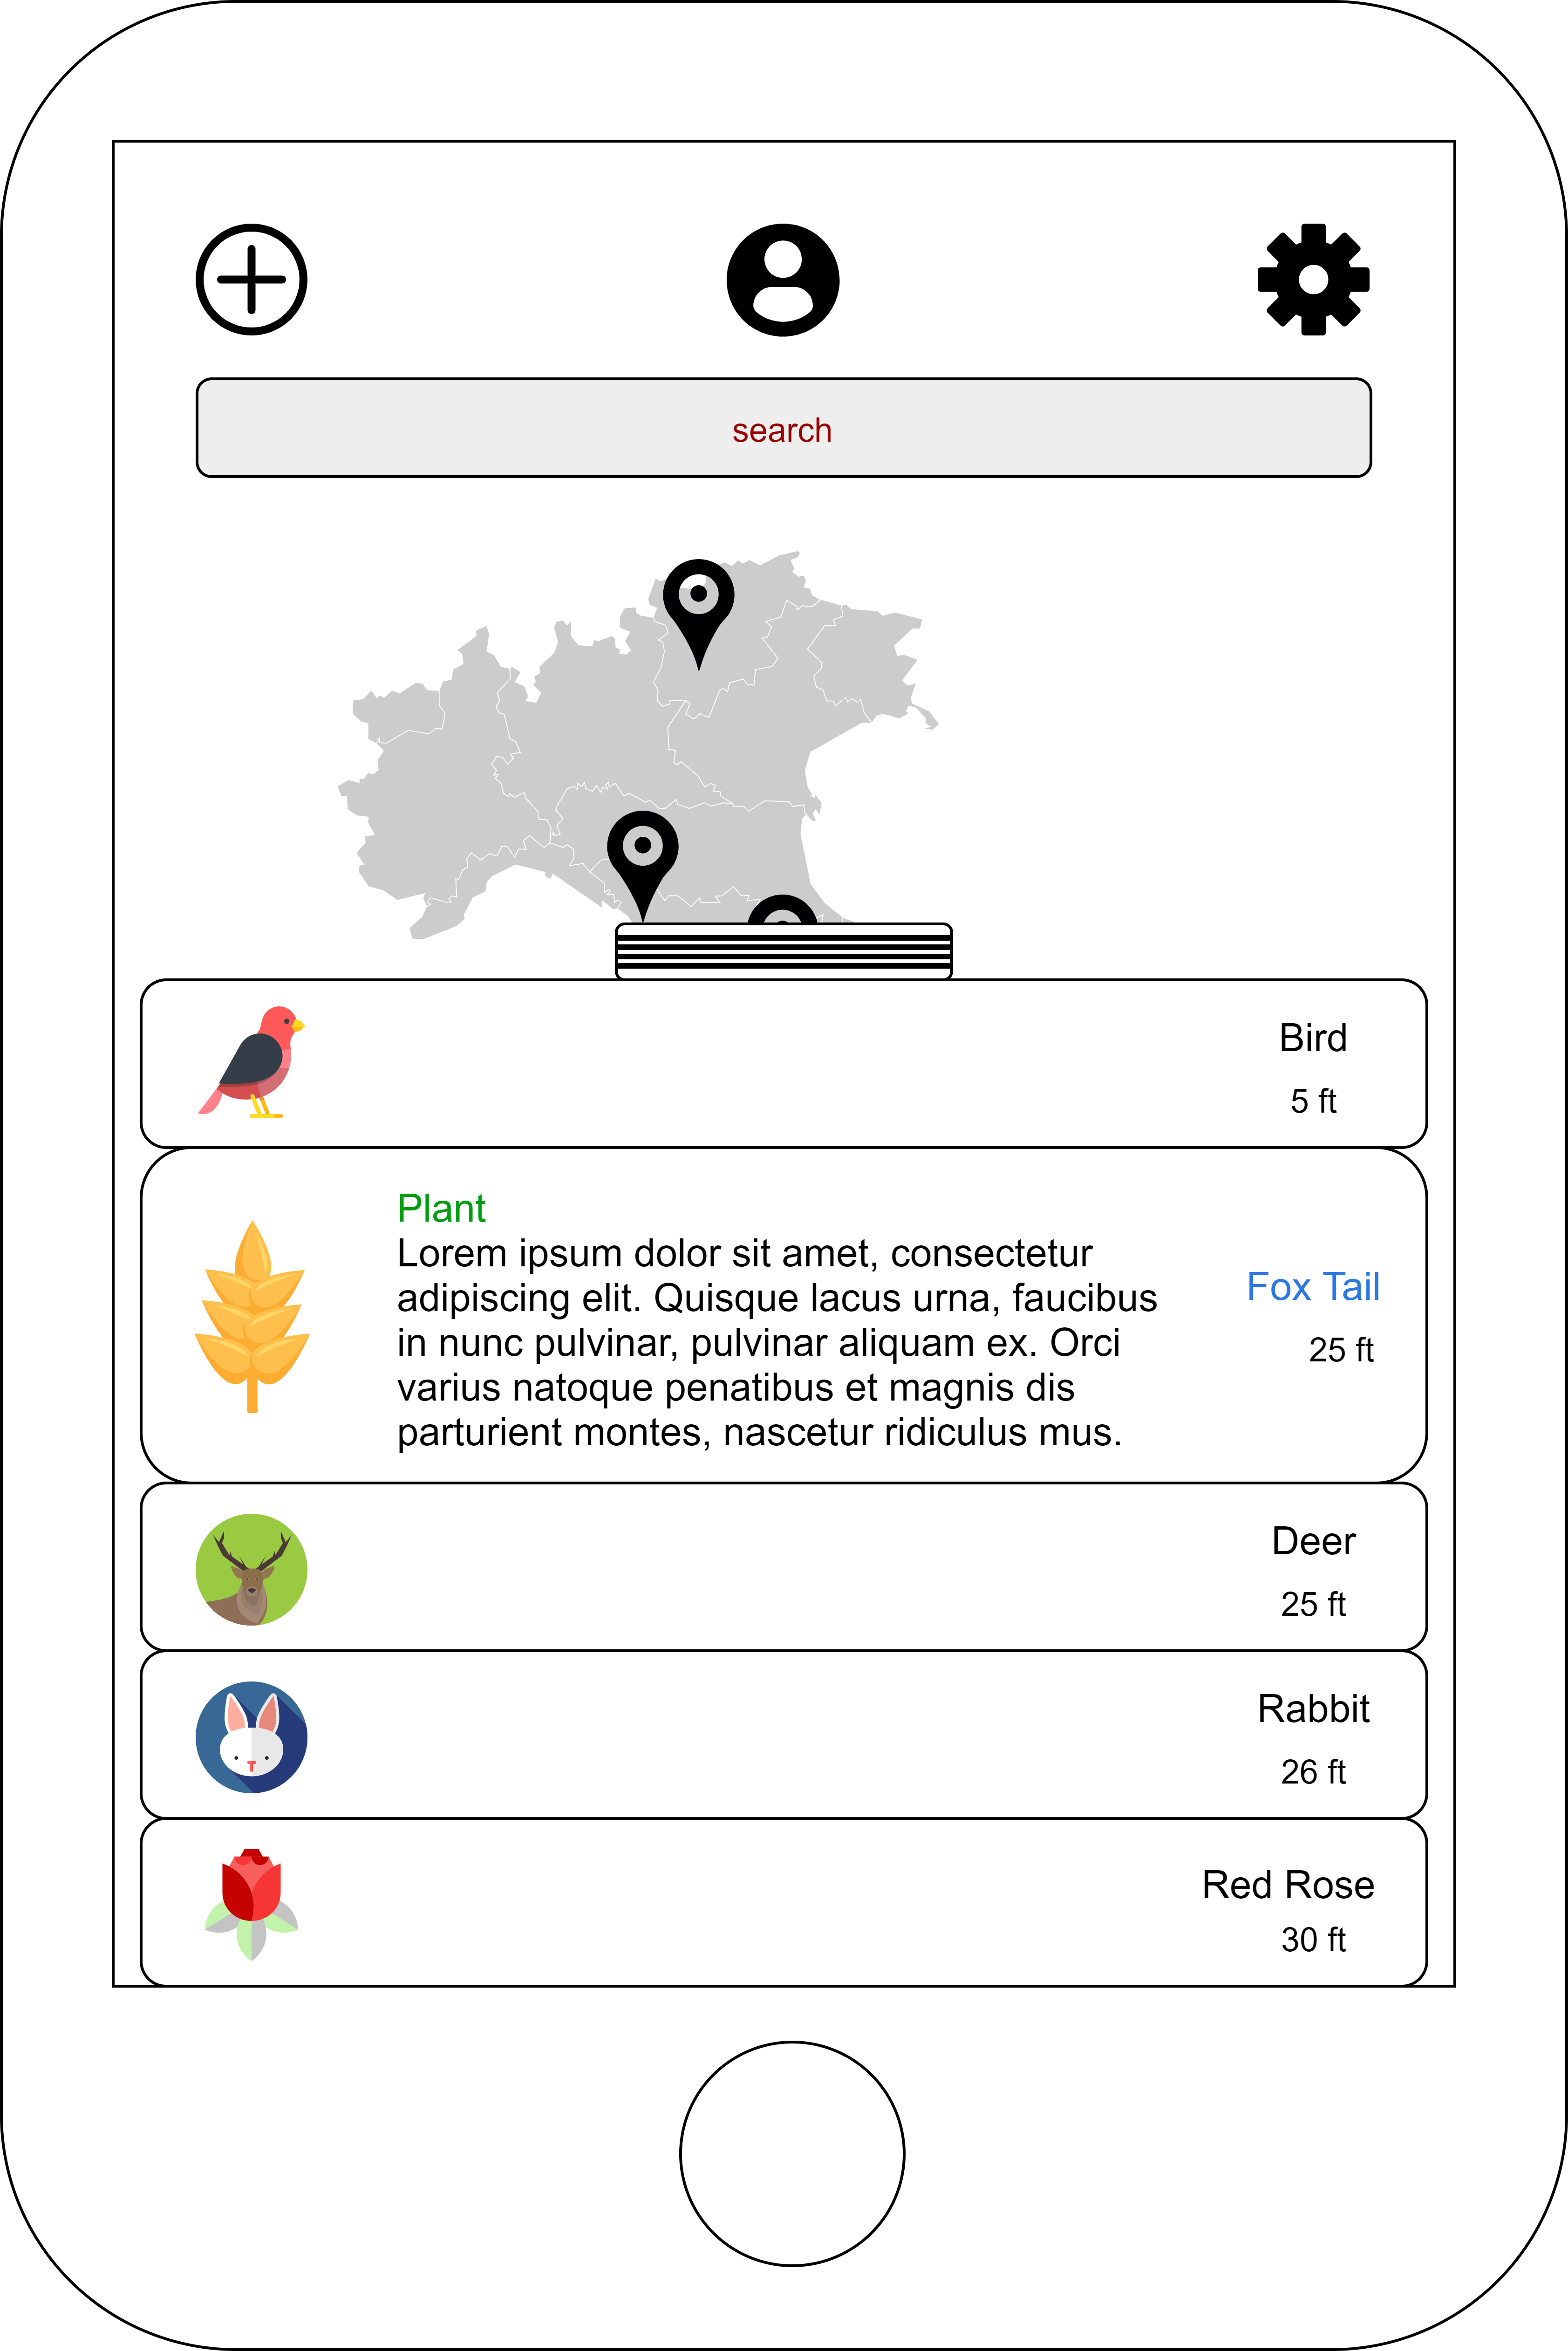 search
Bird
5 ft
Plant
Lorem ipsum dolor sit amet, consectetur
adipiscing elit. Quisque lacus urna, faucibus
in nunc pulvinar, pulvinar aliquam ex. Orci
varius natoque penatibus et magnis dis
parturient montes, nascetur ridiculus mus.
Fox Tail
25 ft
Deer
25 ft
Rabbit
26 ft
Red Rose
30 ft